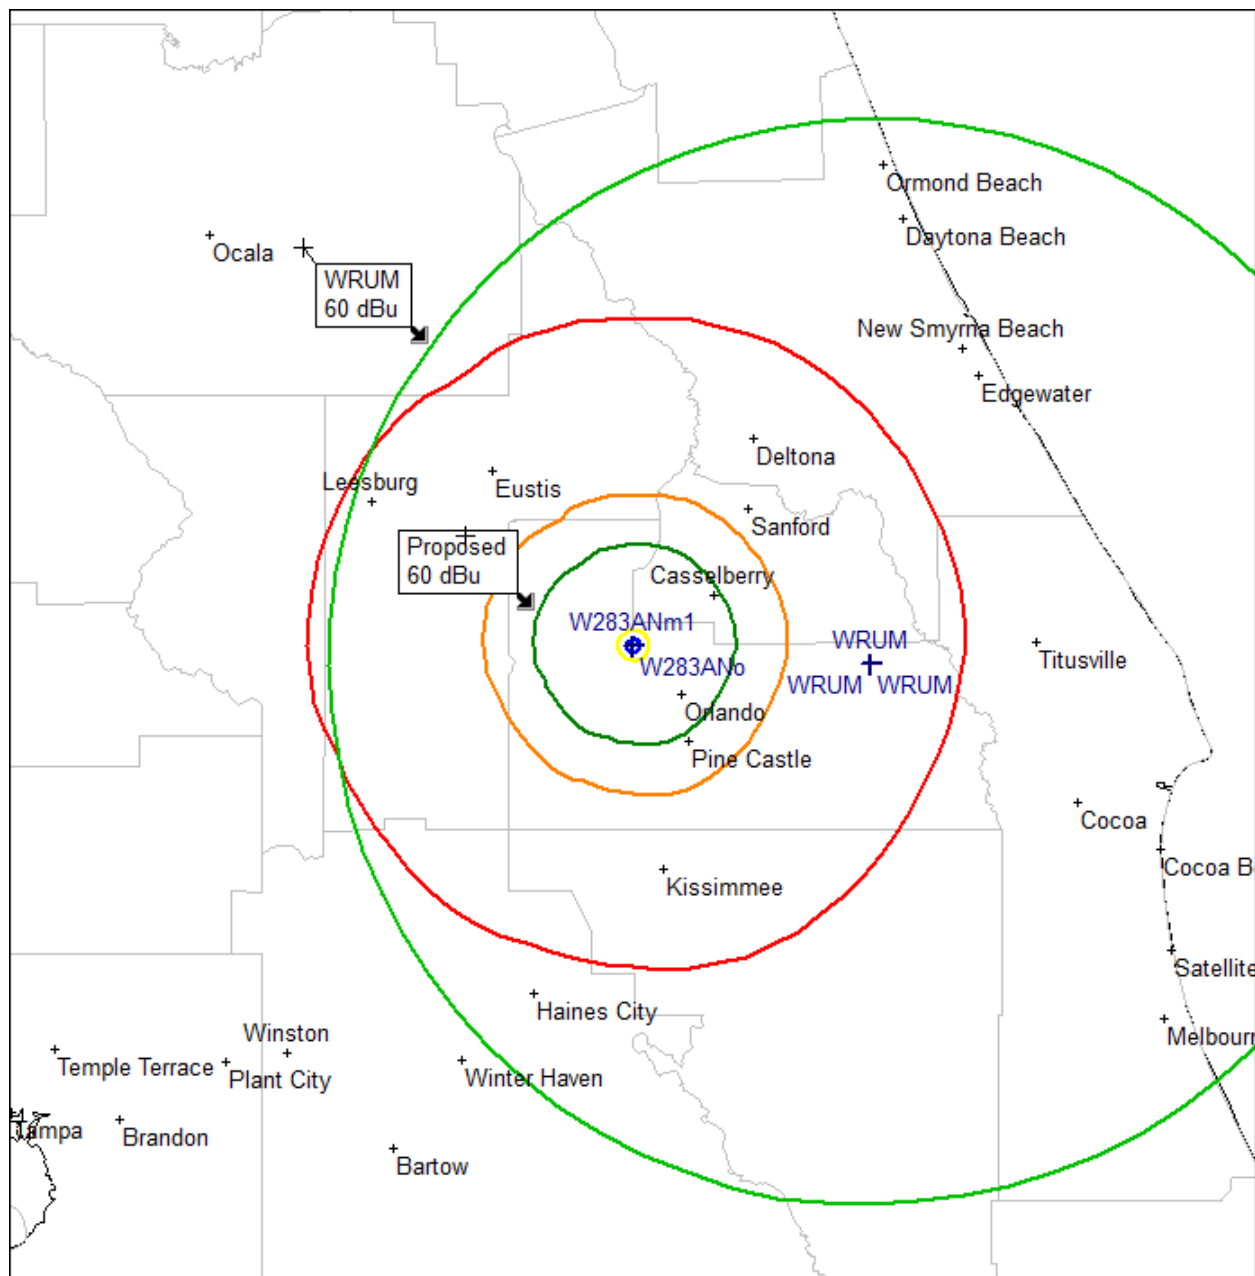 Ormond Beach
Daytona Beach
Ocala
WRUM
60 dBu
New Smyrna Beach
Edgewater
Deltona
Leesburg
Eustis
Sanford
Proposed
60 dBu
Casselberry
W283ANm1
WRUM
W283ANo
Titusville
WRUM
WRUM
Orlando
Pine Castle
Cocoa
Cocoa B
Kissimmee
Satellite
Haines City
Melbourn
Winston
Temple Terrace
Plant City
Winter Haven
Tampa
Brandon
Bartow